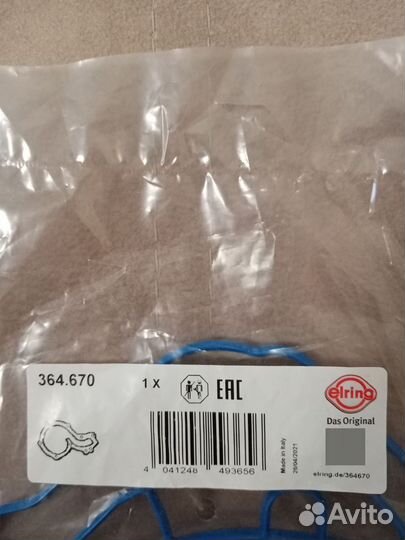 364.670
1 X
EAC
elring
Das Original
4 041248 493656
Made in Italy
29/04/2021
elring.de/364670
Avito